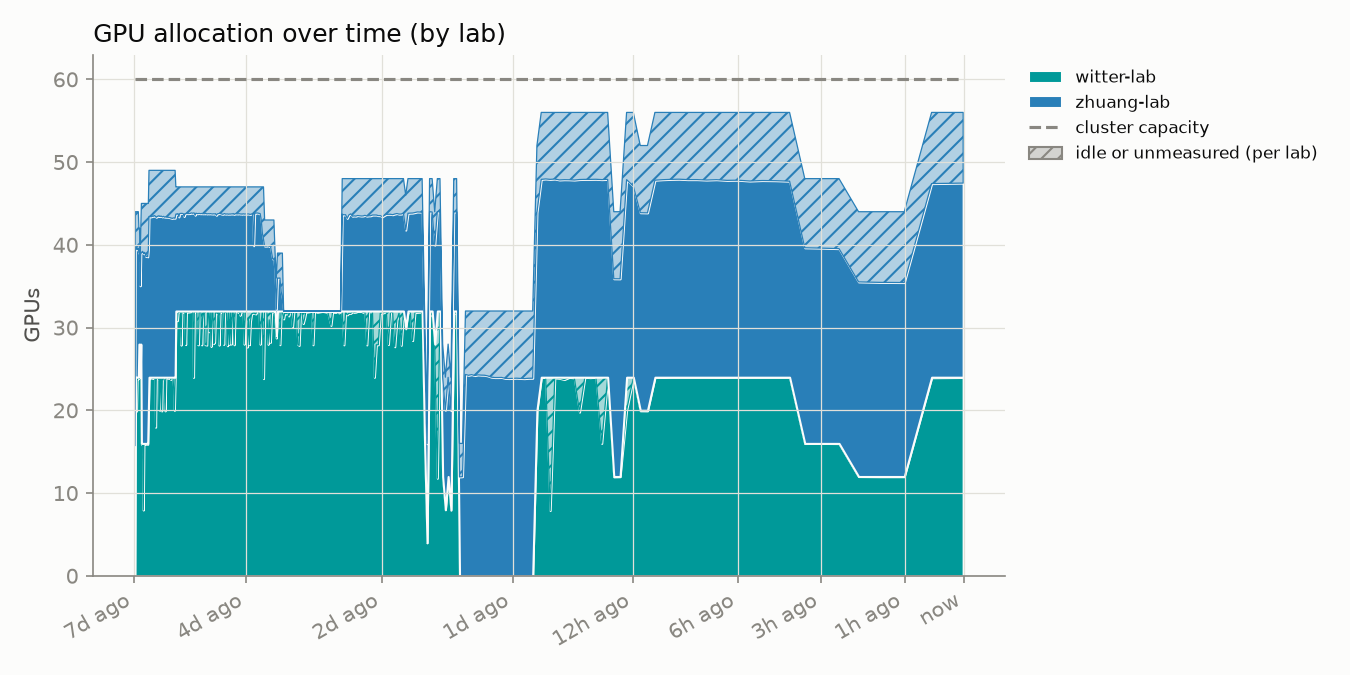 GPU allocation over time (by lab)
60
50
40
30
20
10
0
GPUs
7d ago
4d ago
2d ago
1d ago
12h ago
6h ago
3h ago
1h ago
now
witter-lab
zhuang-lab
cluster capacity
idle or unmeasured (per lab)